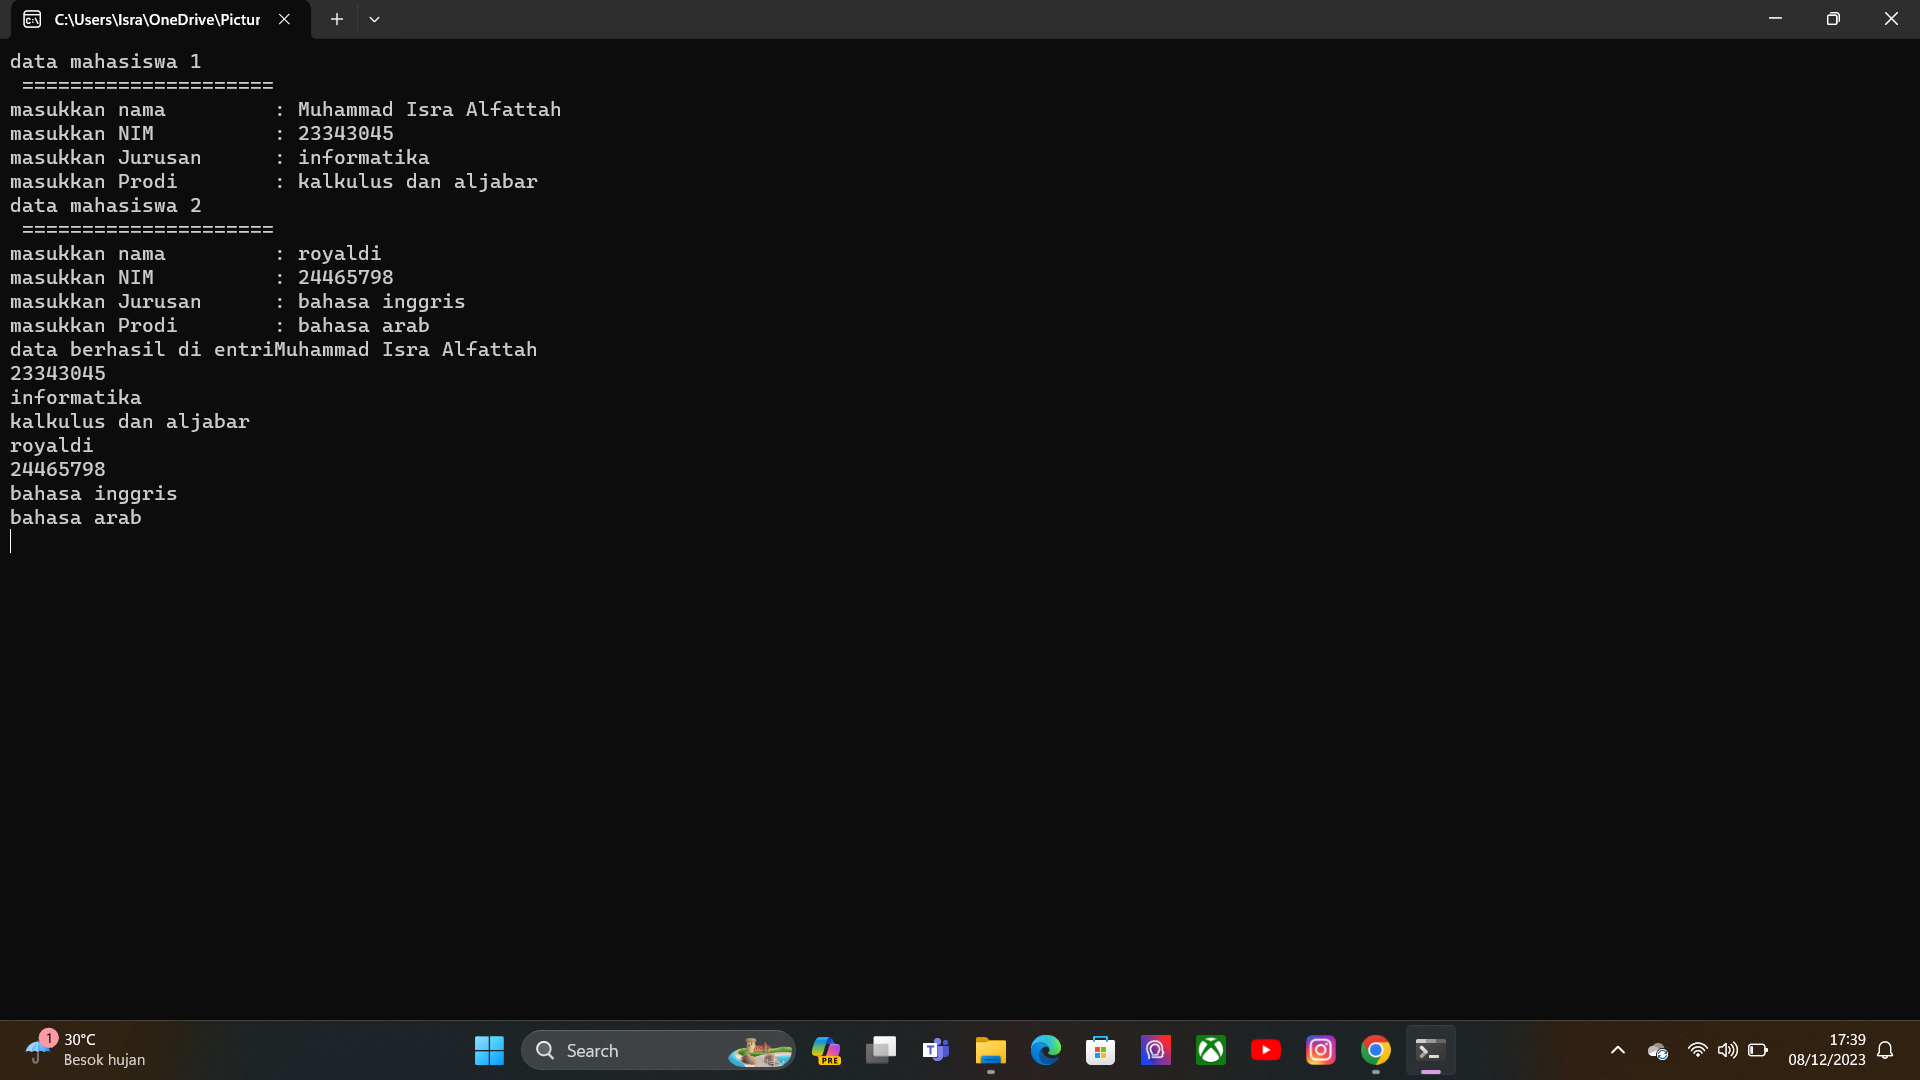 C:\Users\Isra\OneDrive\Pictur
data mahasiswa 1
=====================
masukkan nama : Muhammad Isra Alfattah
masukkan NIM : 23343045
masukkan Jurusan : informatika
masukkan Prodi : kalkulus dan aljabar
data mahasiswa 2
=====================
masukkan nama : royaldi
masukkan NIM : 24465798
masukkan Jurusan : bahasa inggris
masukkan Prodi : bahasa arab
data berhasil di entriMuhammad Isra Alfattah
23343045
informatika
kalkulus dan aljabar
royaldi
24465798
bahasa inggris
bahasa arab
1
30°C
Besok hujan
Search
PRE
17:39
08/12/2023